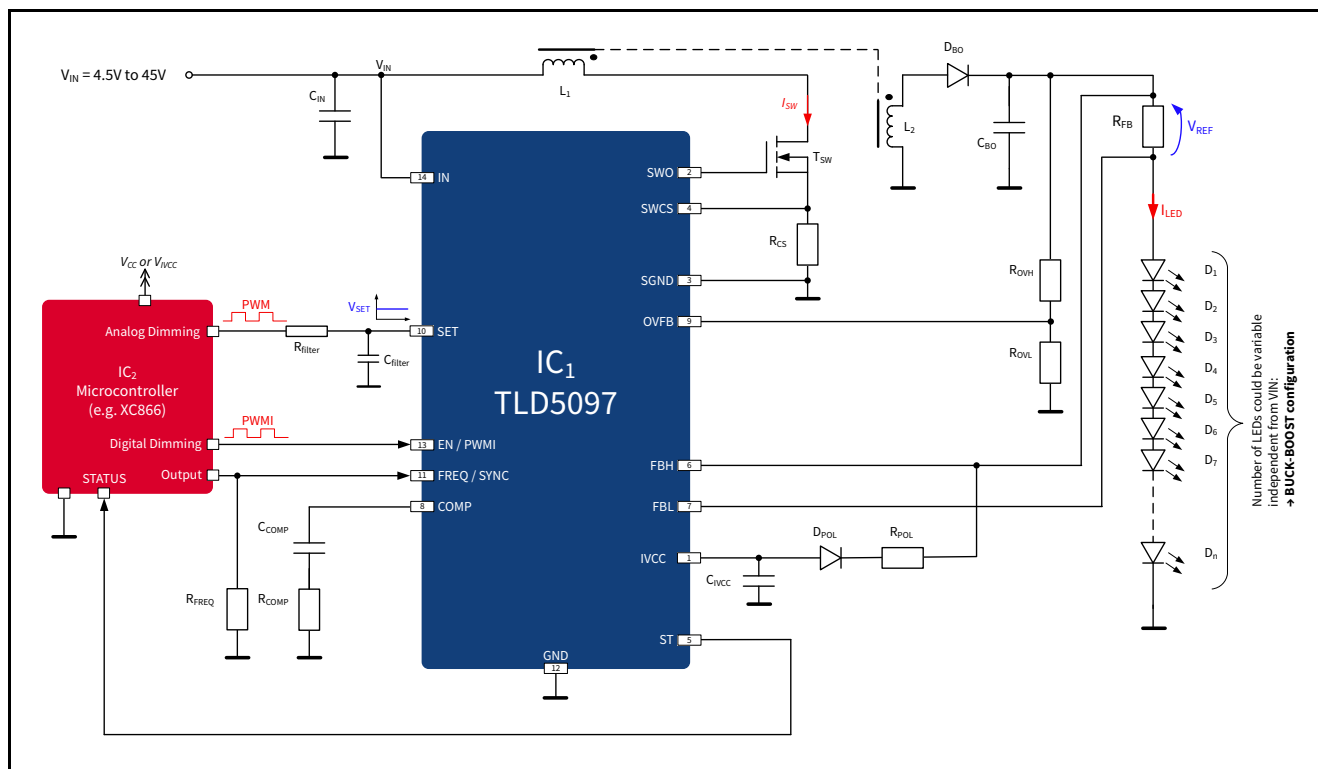 V_IN = 4.5V to 45V
C_IN
V_IN
L_1
I_SW
T_SW
R_CS
L_2
D_BO
C_BO
R_FB
V_REF
I_LED
R_OVH
R_OVL
D_1
D_2
D_3
D_4
D_5
D_6
D_7
D_n
Number of LEDs could be variable
independent from VIN:
→ BUCK-BOOST configuration
V_CC or V_IVCC
Analog Dimming
IC_2
Microcontroller
(e.g. XC866)
Digital Dimming
Output
STATUS
PWM
R_filter
V_SET
C_filter
PWMI
R_FREQ
C_COMP
R_COMP
IC_1
TLD5097
14 IN
10 SET
13 EN / PWMI
11 FREQ / SYNC
8 COMP
SWO 2
SWCS 4
SGND 3
OVFB 9
FBH 6
FBL 7
IVCC 1
ST 5
GND
12
C_IVCC
D_POL
R_POL